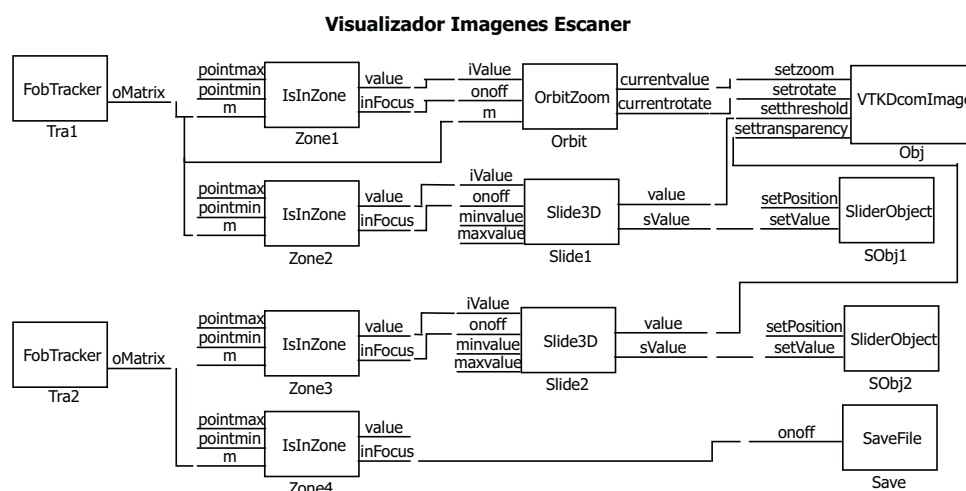 Visualizador Imagenes Escaner
FobTracker
oMatrix
Tra1
pointmax
pointmin
m
IsInZone
value
inFocus
Zone1
iValue
onoff
m
OrbitZoom
currentvalue
currentrotate
Orbit
setzoom
setrotate
setthreshold
settransparency
VTKDcomImage
Obj
pointmax
pointmin
m
IsInZone
value
inFocus
Zone2
iValue
onoff
minvalue
maxvalue
Slide3D
value
sValue
Slide1
setPosition
setValue
SliderObject
SObj1
FobTracker
oMatrix
Tra2
pointmax
pointmin
m
IsInZone
value
inFocus
Zone3
iValue
onoff
minvalue
maxvalue
Slide3D
value
sValue
Slide2
setPosition
setValue
SliderObject
SObj2
pointmax
pointmin
m
IsInZone
value
inFocus
Zone4
onoff
SaveFile
Save